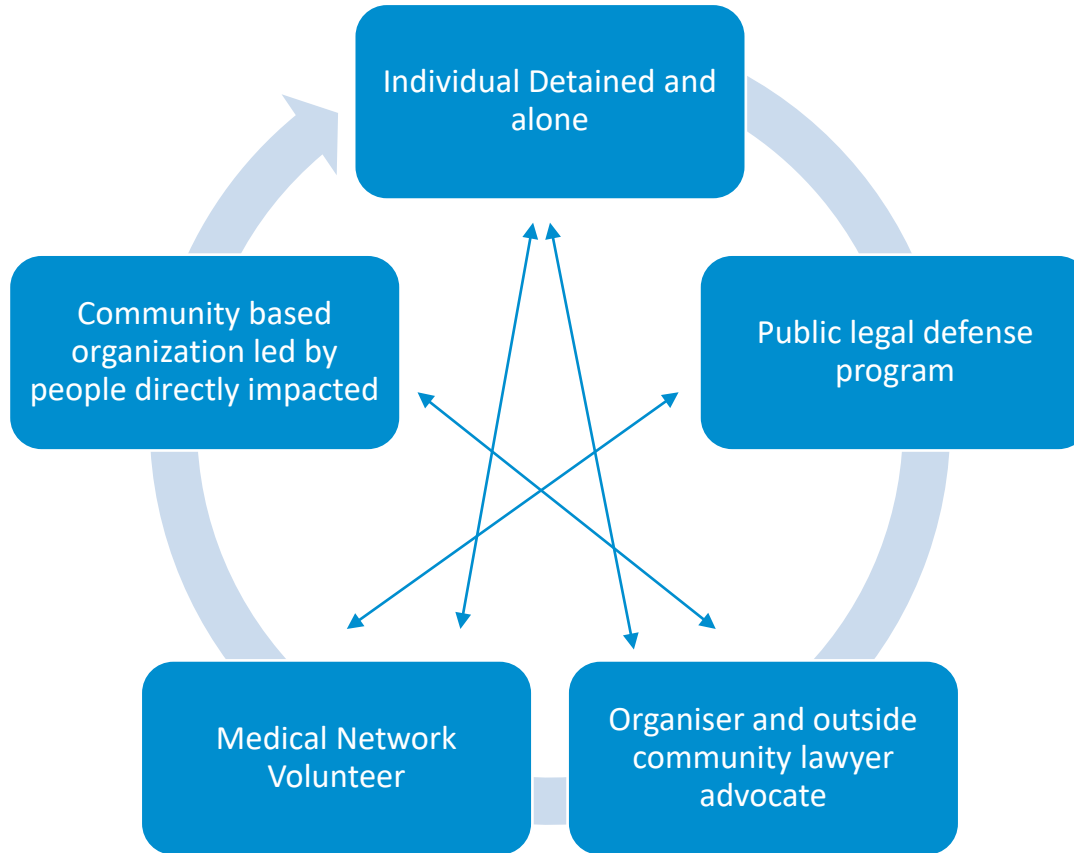 Individual Detained and
alone
Public legal defense
program
Organiser and outside
community lawyer
advocate
Medical Network
Volunteer
Community based
organization led by
people directly impacted